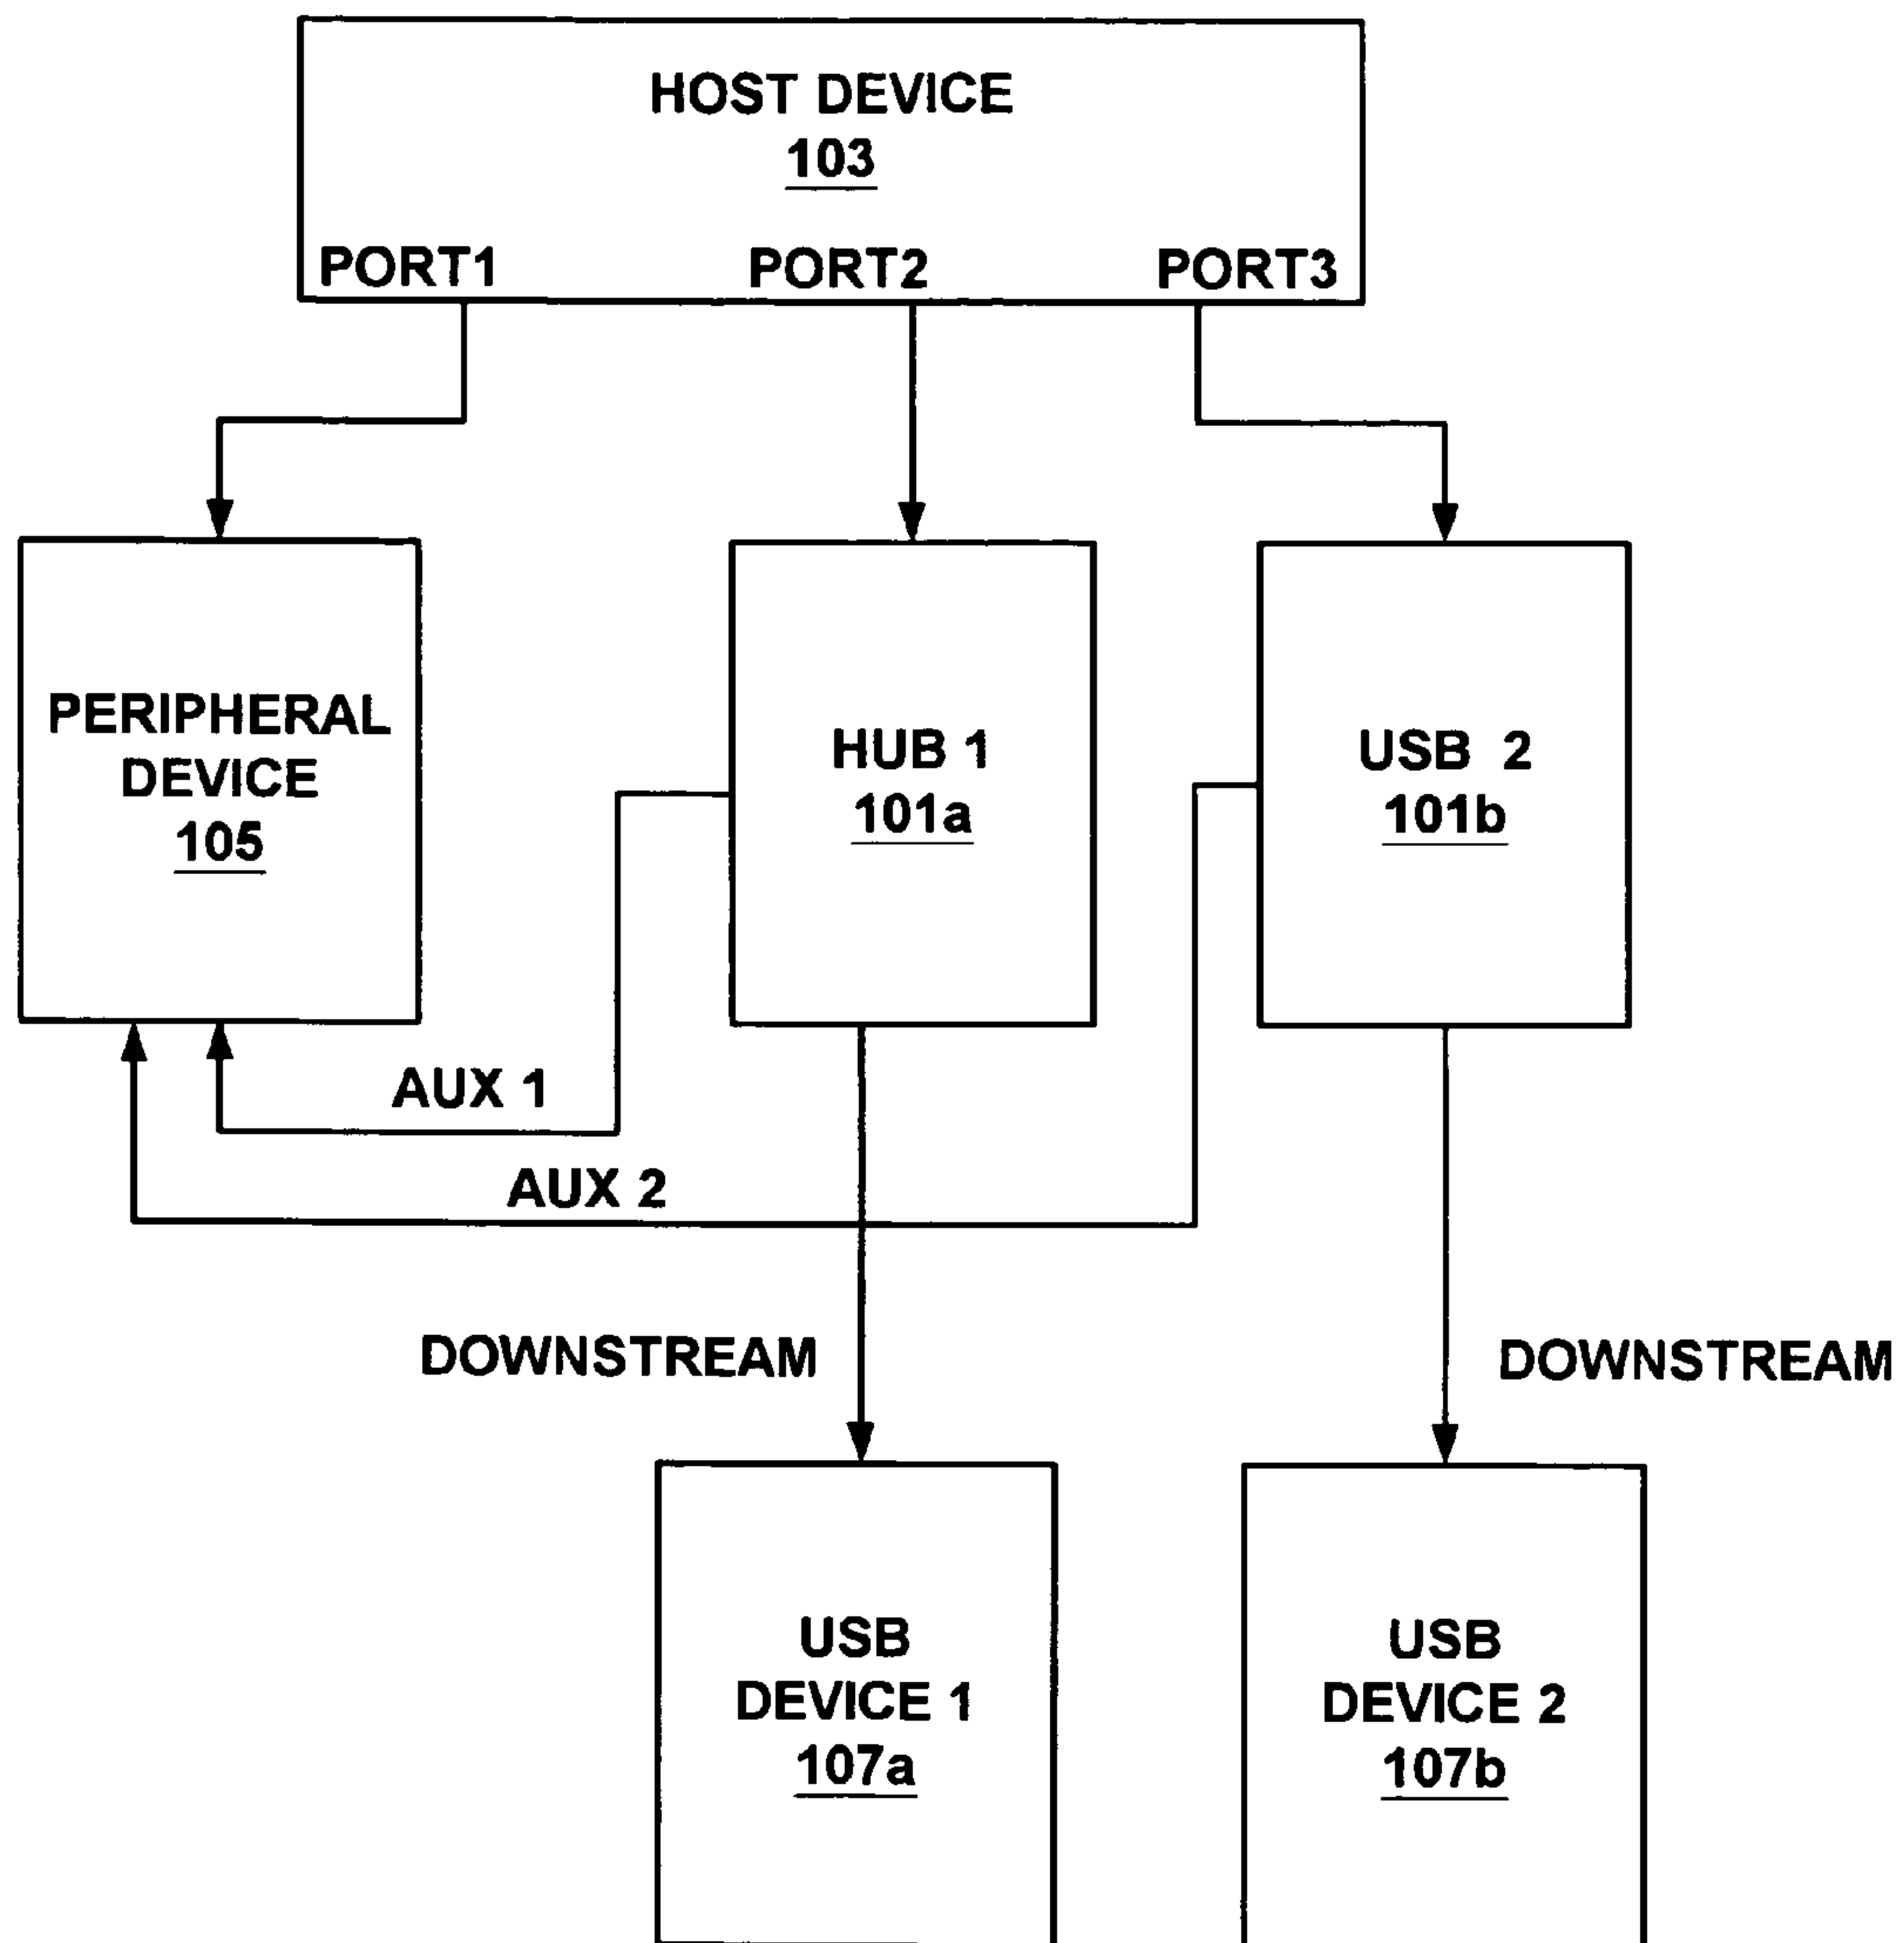 HOST DEVICE
103
PORT1 PORT2 PORT3
PERIPHERAL
DEVICE
105
HUB 1
101a
USB 2
101b
AUX 1
AUX 2
DOWNSTREAM
DOWNSTREAM
USB
DEVICE 1
107a
USB
DEVICE 2
107b